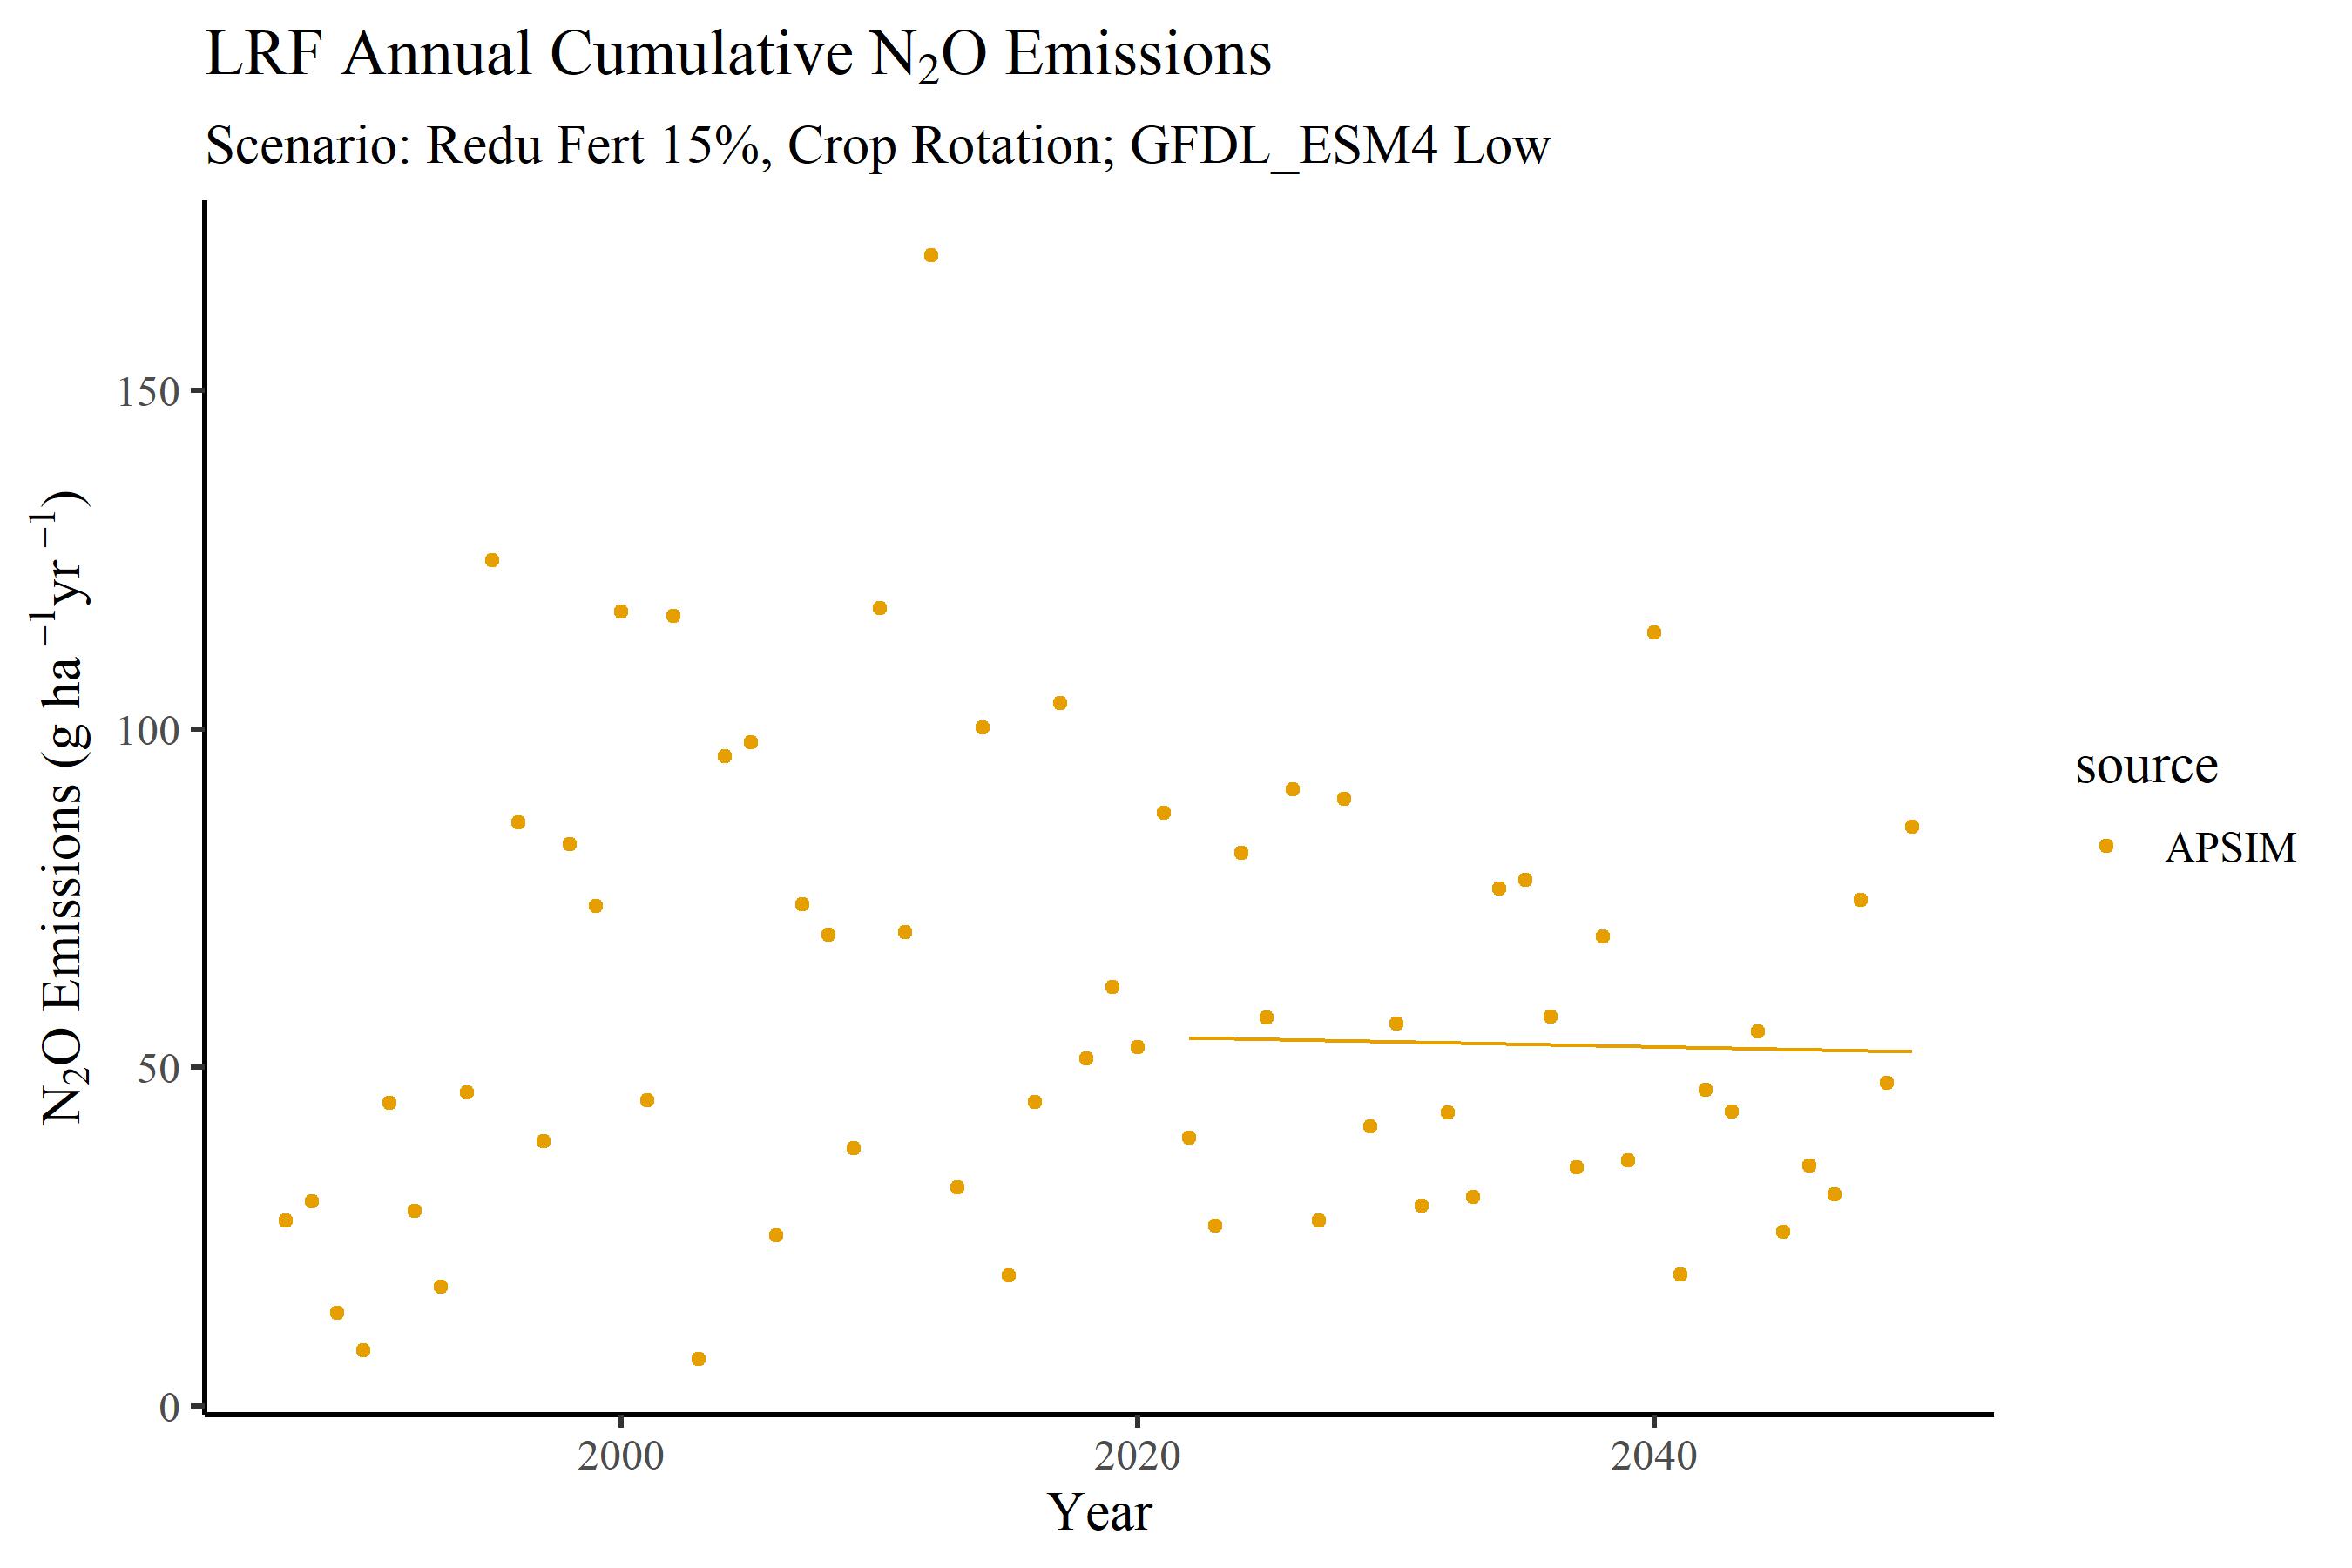 LRF Annual Cumulative N₂O Emissions
Scenario: Redu Fert 15%, Crop Rotation; GFDL_ESM4 Low
N₂O Emissions (g ha ⁻¹yr ⁻¹)
150
100
50
0
2000 2020 2040
Year
source
APSIM